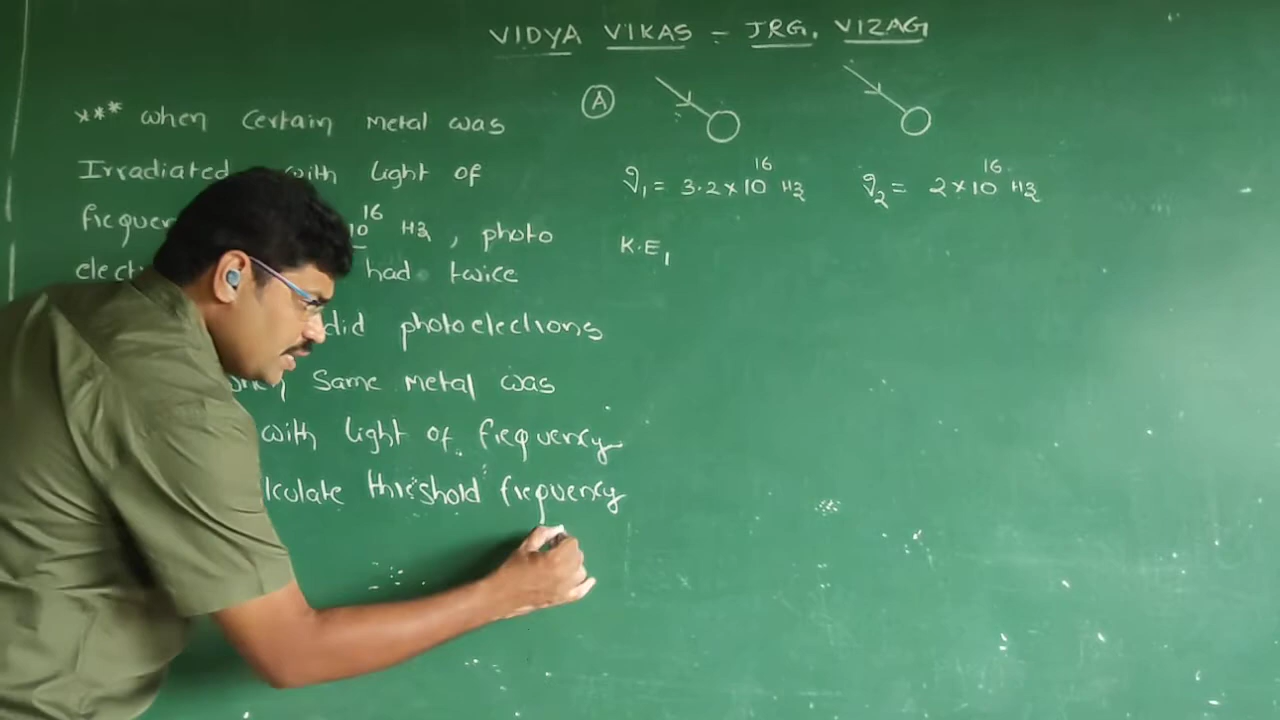 VIDYA VIKAS - JRG. VIZAG
*** when Certain Metal was
Irradiated with light of
10^16 Hz, photo
had twice
did photoelectrons
Same Metal was
with light of frequency
threshold frequency
A
ν₁ = 3.2 × 10^16 Hz
ν₂ = 2 × 10^16 Hz
K.E₁